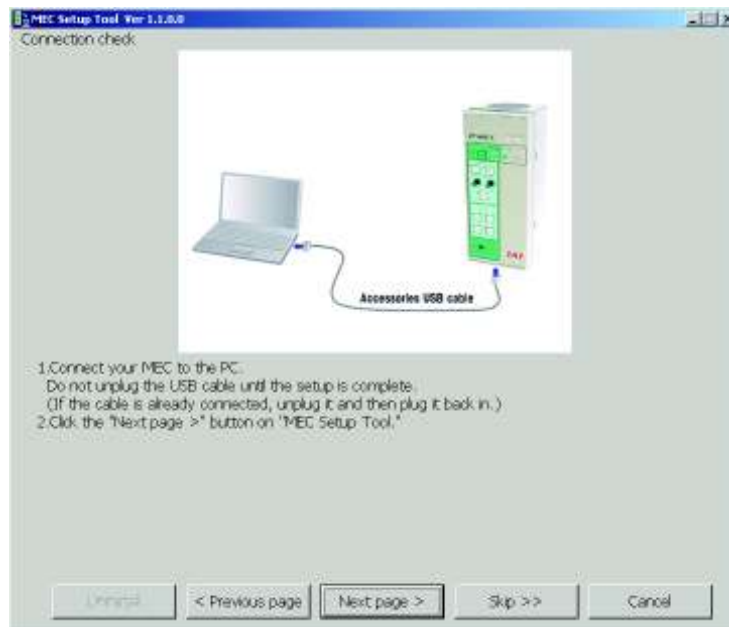 MEC Setup Tool Ver 1.1.0.0
Connection check
Accessories USB cable
1.Connect your MEC to the PC.
Do not unplug the USB cable until the setup is complete.
(If the cable is already connected, unplug it and then plug it back in.)
2.Click the "Next page >" button on "MEC Setup Tool."
< Previous page
Next page >
Skip >>
Cancel